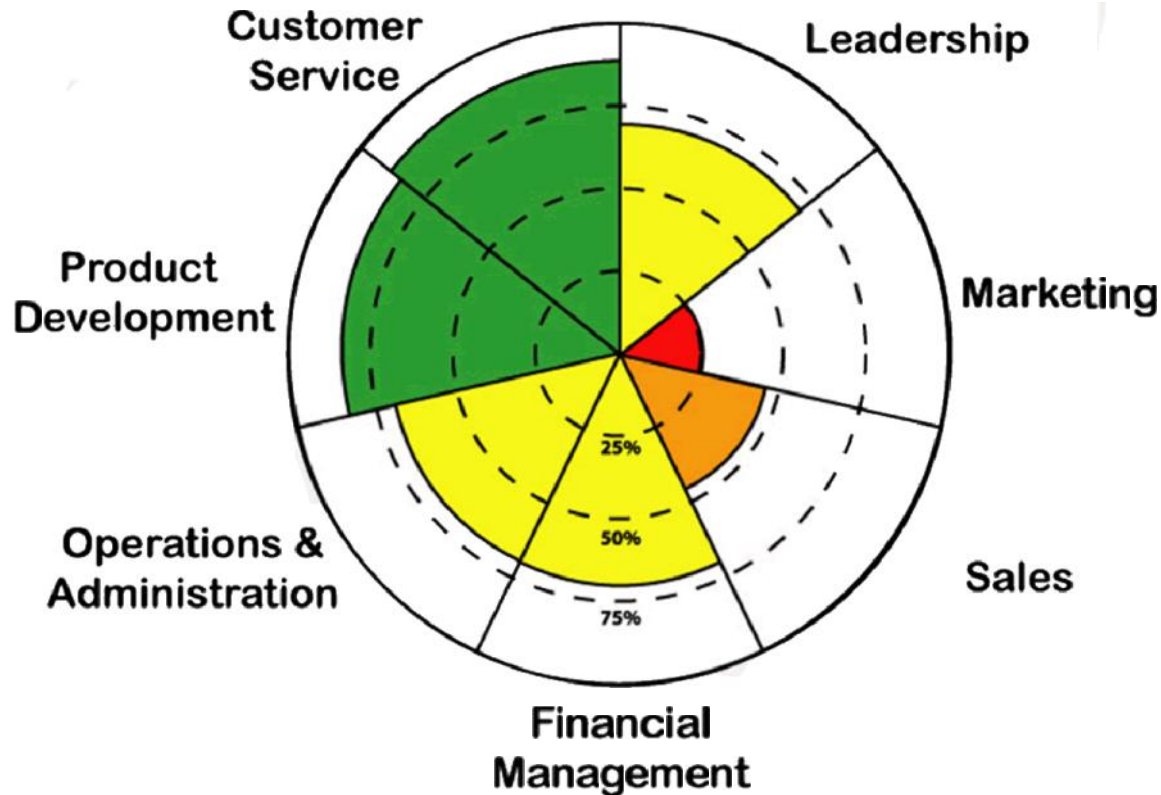 Customer
Service
Leadership
Product
Development
Marketing
25%
50%
75%
Operations &
Administration
Sales
Financial
Management